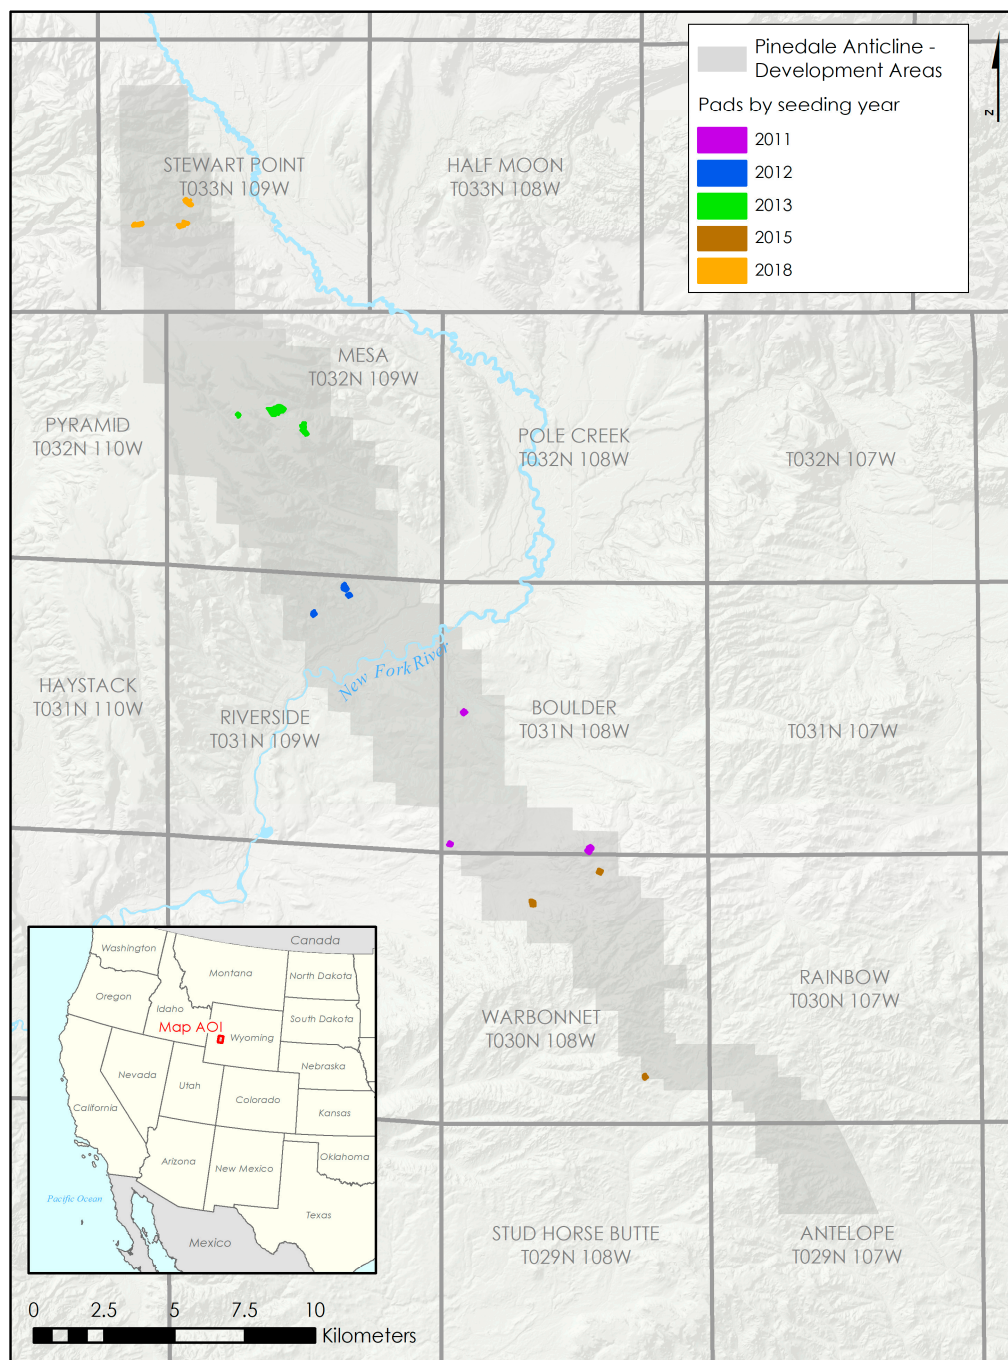 Pinedale Anticline -
Development Areas
Pads by seeding year
2011
2012
2013
2015
2018
N
STEWART POINT
T033N 109W
HALF MOON
T033N 108W
MESA
T032N 109W
PYRAMID
T032N 110W
POLE CREEK
T032N 108W
T032N 107W
New Fork River
HAYSTACK
T031N 110W
RIVERSIDE
T031N 109W
BOULDER
T031N 108W
T031N 107W
WARBONNET
T030N 108W
RAINBOW
T030N 107W
STUD HORSE BUTTE
T029N 108W
ANTELOPE
T029N 107W
Canada
Washington
Montana
North Dakota
Oregon
Idaho
South Dakota
Map AOI
Wyoming
Nebraska
Nevada
Utah
Colorado
California
Kansas
Arizona
New Mexico
Oklahoma
Pacific Ocean
Texas
Mexico
0 2.5 5 7.5 10
Kilometers